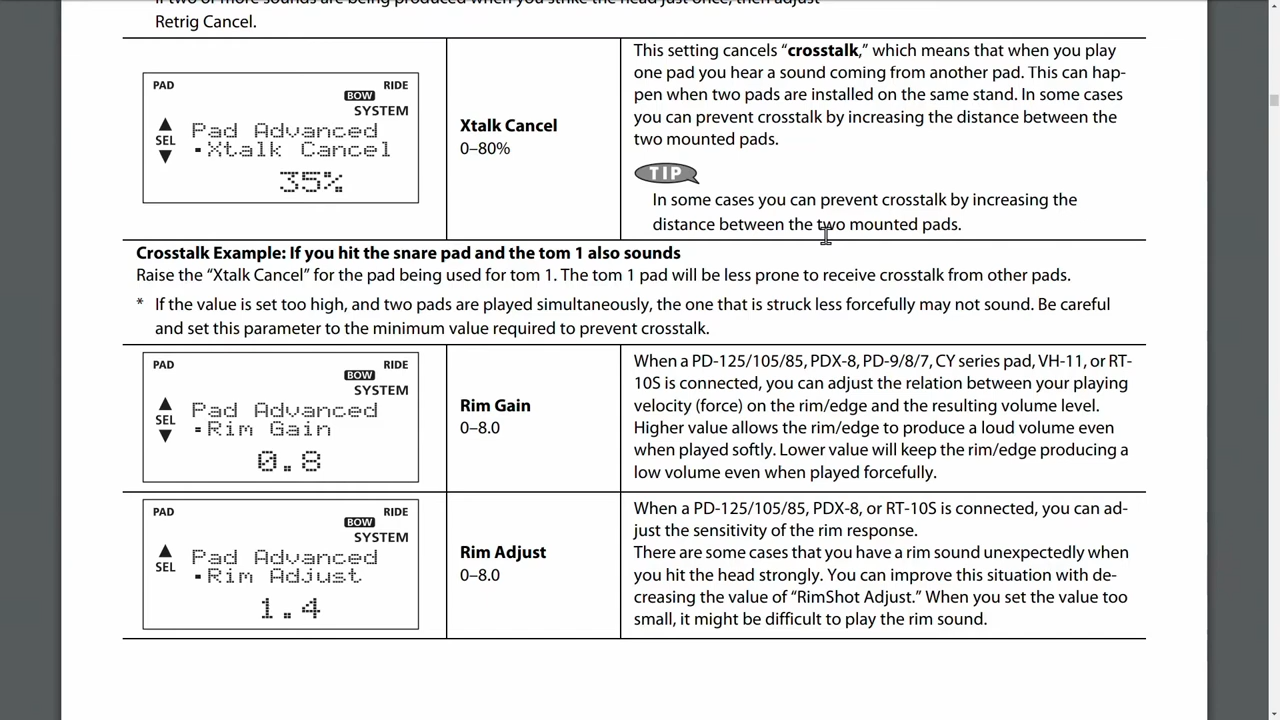 Retrig Cancel.
PAD
RIDE
BOW
SYSTEM
SEL
Pad Advanced
▪Xtalk Cancel
35%
Xtalk Cancel
0–80%
This setting cancels “crosstalk,” which means that when you play
one pad you hear a sound coming from another pad. This can hap-
pen when two pads are installed on the same stand. In some cases
you can prevent crosstalk by increasing the distance between the
two mounted pads.
TIP
In some cases you can prevent crosstalk by increasing the
distance between the two mounted pads.
Crosstalk Example: If you hit the snare pad and the tom 1 also sounds
Raise the “Xtalk Cancel” for the pad being used for tom 1. The tom 1 pad will be less prone to receive crosstalk from other pads.
* If the value is set too high, and two pads are played simultaneously, the one that is struck less forcefully may not sound. Be careful
and set this parameter to the minimum value required to prevent crosstalk.
PAD
RIDE
BOW
SYSTEM
SEL
Pad Advanced
▪Rim Gain
0.8
Rim Gain
0–8.0
When a PD-125/105/85, PDX-8, PD-9/8/7, CY series pad, VH-11, or RT-
10S is connected, you can adjust the relation between your playing
velocity (force) on the rim/edge and the resulting volume level.
Higher value allows the rim/edge to produce a loud volume even
when played softly. Lower value will keep the rim/edge producing a
low volume even when played forcefully.
PAD
RIDE
BOW
SYSTEM
SEL
Pad Advanced
▪Rim Adjust
1.4
Rim Adjust
0–8.0
When a PD-125/105/85, PDX-8, or RT-10S is connected, you can ad-
just the sensitivity of the rim response.
There are some cases that you have a rim sound unexpectedly when
you hit the head strongly. You can improve this situation with de-
creasing the value of “RimShot Adjust.” When you set the value too
small, it might be difficult to play the rim sound.